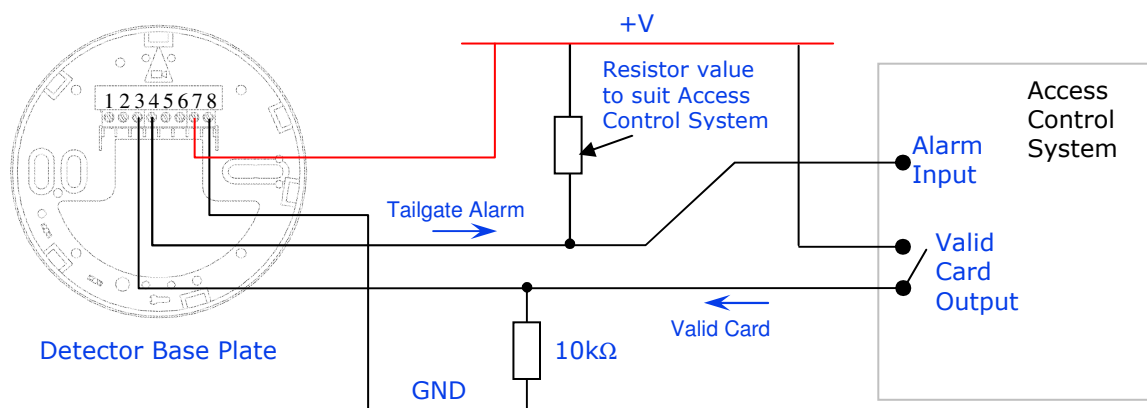 +V
Resistor value
to suit Access
Control System
Access
Control
System
1 2 3 4 5 6 7 8
Alarm
Input
Tailgate Alarm
Valid
Card
Output
Valid Card
Detector Base Plate
10kΩ
GND